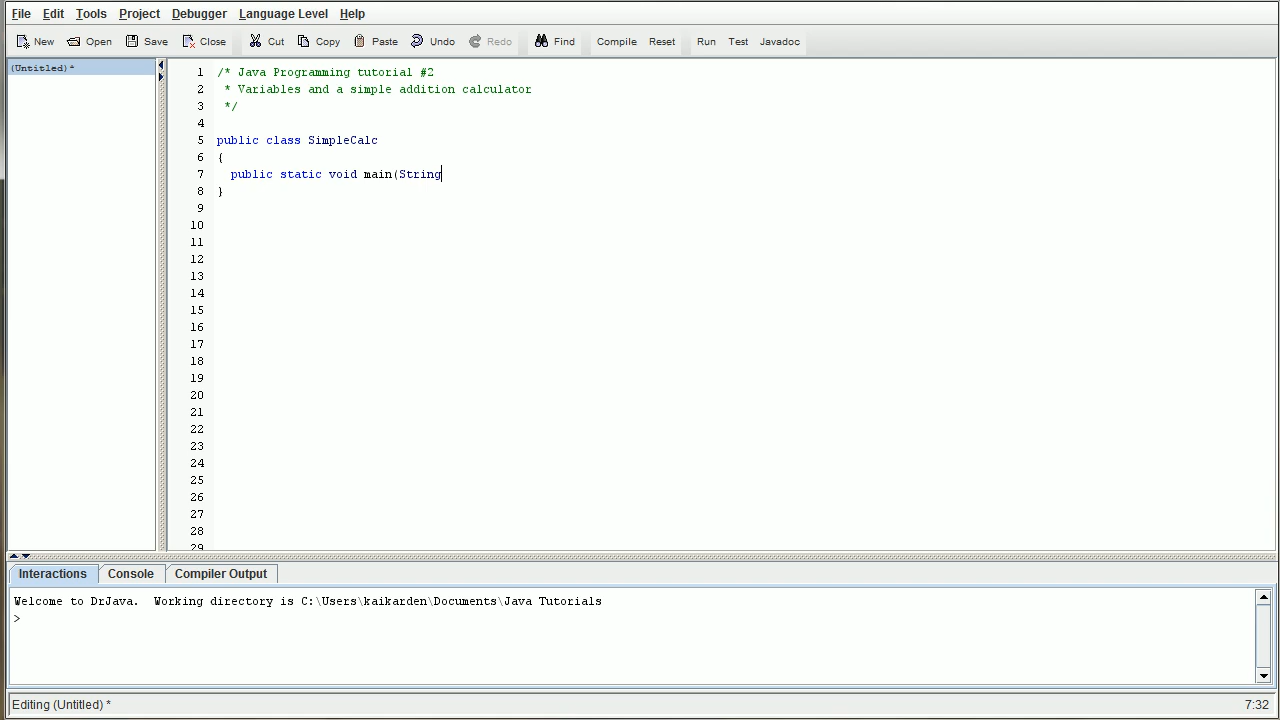 File Edit Tools Project Debugger Language Level Help
New Open Save Close Cut Copy Paste Undo Redo Find Compile Reset Run Test Javadoc
(Untitled)*
1 /* Java Programming tutorial #2
2  * Variables and a simple addition calculator
3  */
4
5 public class SimpleCalc
6 {
7   public static void main(String
8 }
9
10
11
12
13
14
15
16
17
18
19
20
21
22
23
24
25
26
27
28
29
Interactions Console Compiler Output
Welcome to DrJava.  Working directory is C:\Users\kaikarden\Documents\Java Tutorials
>
Editing (Untitled) * 7:32